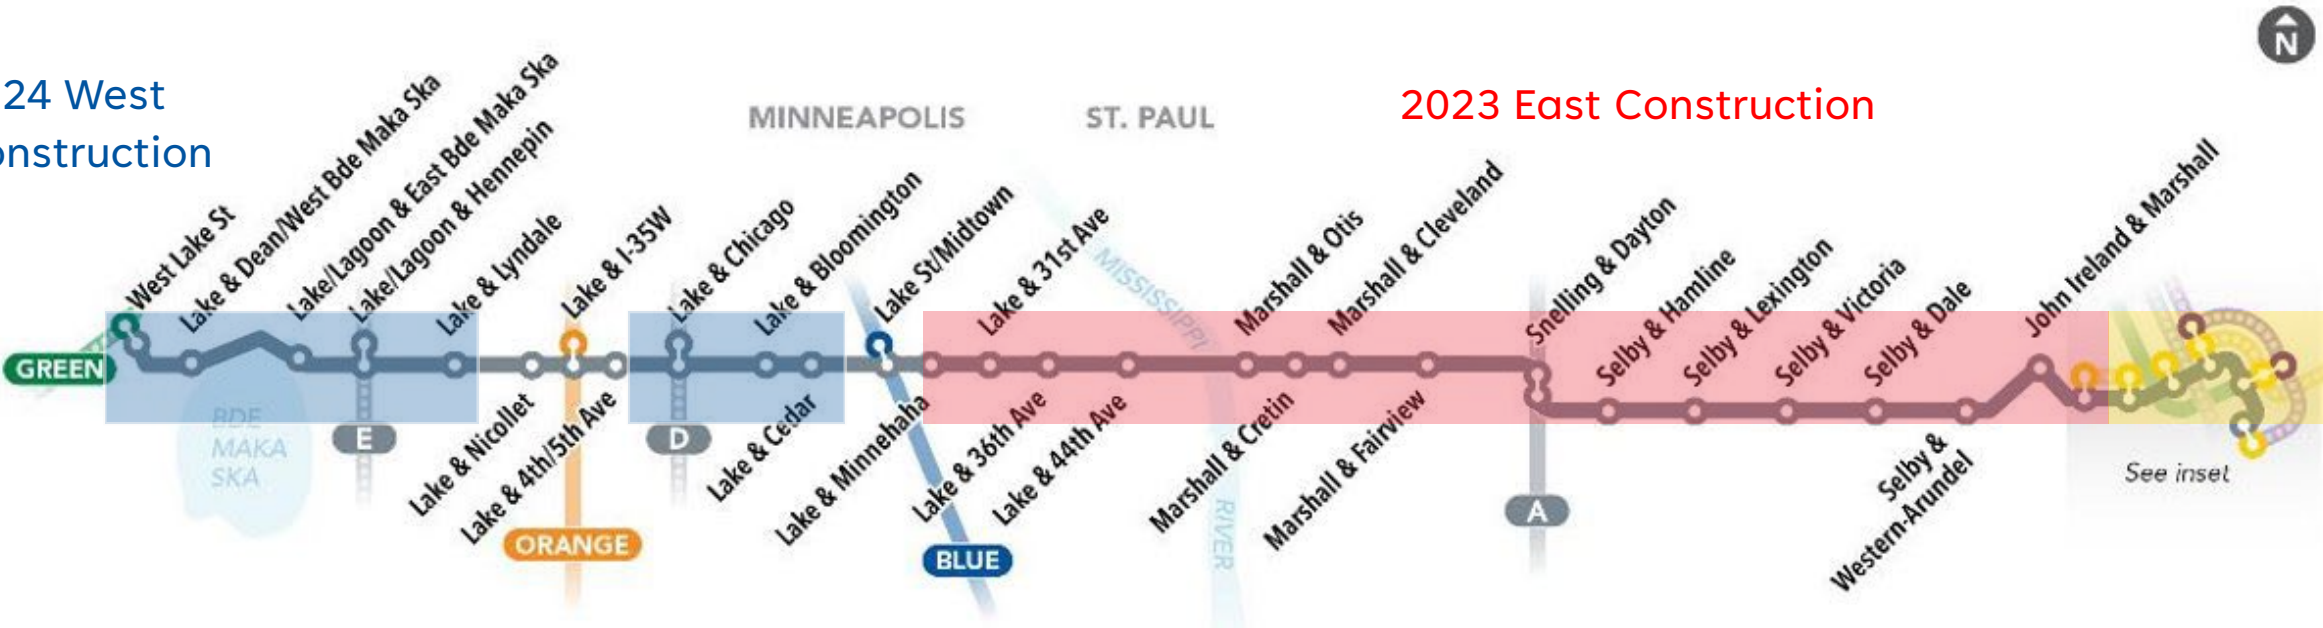 N
24 West
onstruction
MINNEAPOLIS
ST. PAUL
2023 East Construction
West Lake St
Lake & Dean/West Bde Maka Ska
Lake/Lagoon & East Bde Maka Ska
Lake/Lagoon & Hennepin
Lake & Lyndale
Lake & I-35W
Lake & Chicago
Lake & Bloomington
Lake St/Midtown
Lake & 31st Ave
MISSISSIPPI
Marshall & Otis
Marshall & Cleveland
Snelling & Dayton
Selby & Hamline
Selby & Lexington
Selby & Victoria
Selby & Dale
John Ireland & Marshall
GREEN
BDE
MAKA
SKA
E
Lake & Nicollet
Lake & 4th/5th Ave
D
Lake & Cedar
Lake & Minnehaha
Lake & 36th Ave
Lake & 44th Ave
Marshall & Cretin
RIVER
Marshall & Fairview
A
Selby &
Western-Arundel
See inset
ORANGE
BLUE